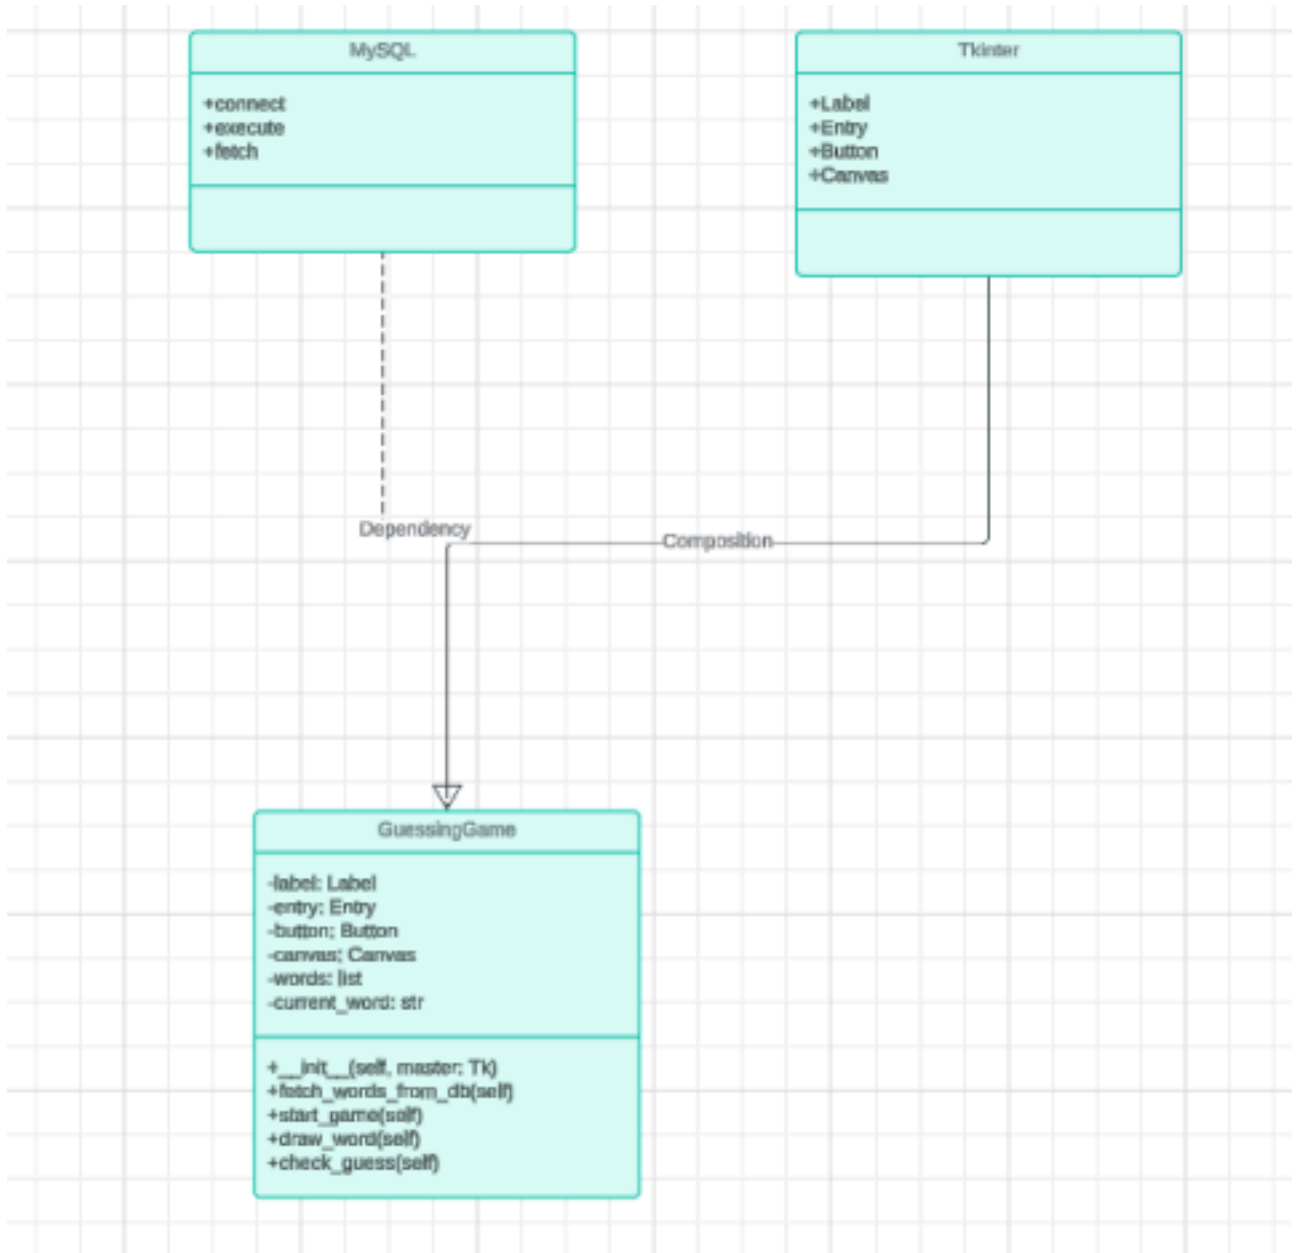 MySQL
+connect
+execute
+fetch
Tkinter
+Label
+Entry
+Button
+Canvas
Dependency
Composition
GuessingGame
-label: Label
-entry: Entry
-button: Button
-canvas: Canvas
-words: list
-current_word: str
+__init__(self, master: Tk)
+fetch_words_from_db(self)
+start_game(self)
+draw_word(self)
+check_guess(self)